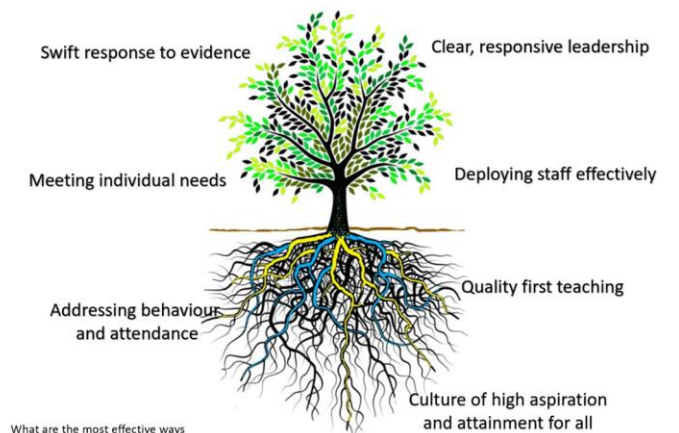 Swift response to evidence
Clear, responsive leadership
Meeting individual needs
Deploying staff effectively
Quality first teaching
Addressing behaviour
and attendance
Culture of high aspiration
and attainment for all
What are the most effective ways